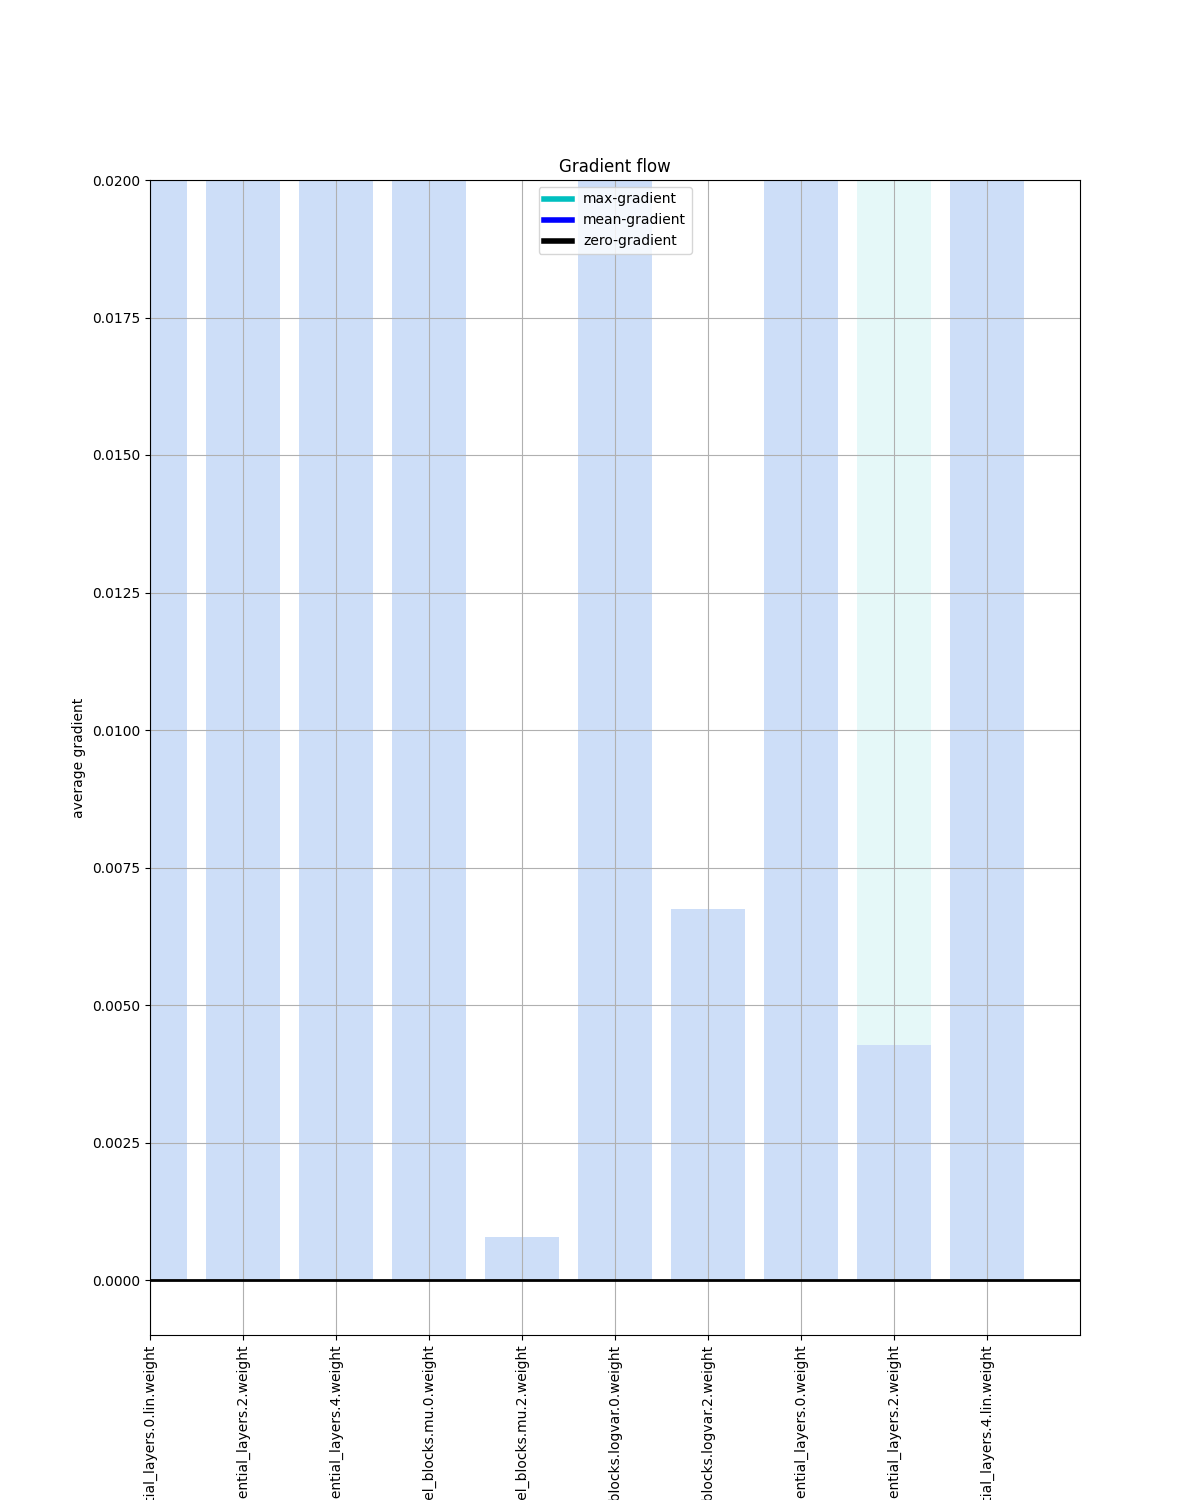 Gradient flow
max-gradient
mean-gradient
zero-gradient
average gradient
0.0200
0.0175
0.0150
0.0125
0.0100
0.0075
0.0050
0.0025
0.0000
tial_layers.0.lin.weight
ential_layers.2.weight
ential_layers.4.weight
el_blocks.mu.0.weight
el_blocks.mu.2.weight
blocks.logvar.0.weight
blocks.logvar.2.weight
ential_layers.0.weight
ential_layers.2.weight
tial_layers.4.lin.weight